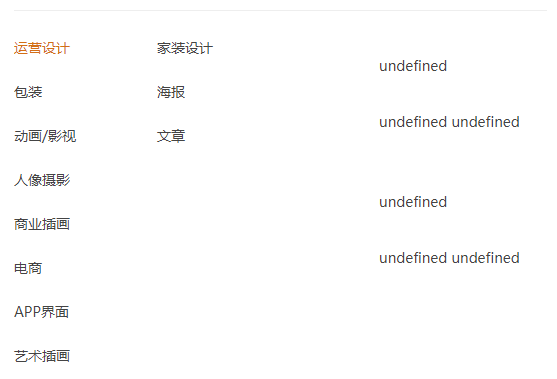 运营设计
包装
动画/影视
人像摄影
商业插画
电商
APP界面
艺术插画
家装设计
海报
文章
undefined
undefined undefined
undefined
undefined undefined